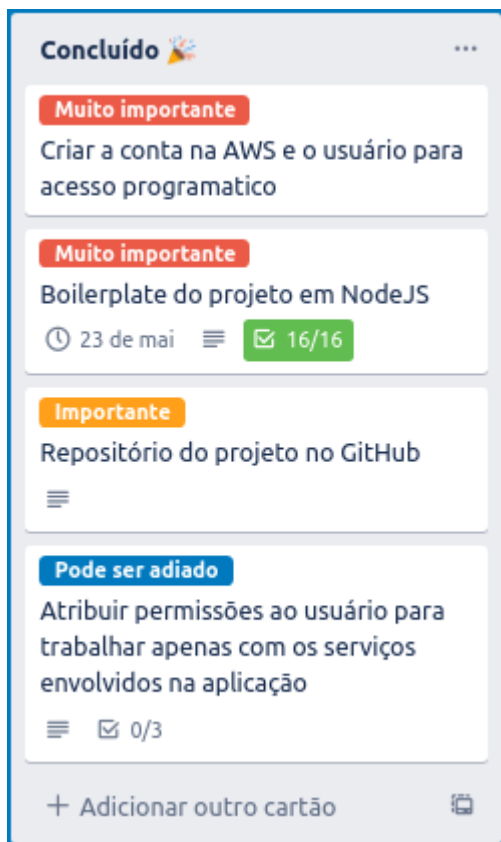 Concluído 🎉
Muito importante
Criar a conta na AWS e o usuário para
acesso programatico
Muito importante
Boilerplate do projeto em NodeJS
23 de mai 16/16
Importante
Repositório do projeto no GitHub
Pode ser adiado
Atribuir permissões ao usuário para
trabalhar apenas com os serviços
envolvidos na aplicação
0/3
+ Adicionar outro cartão